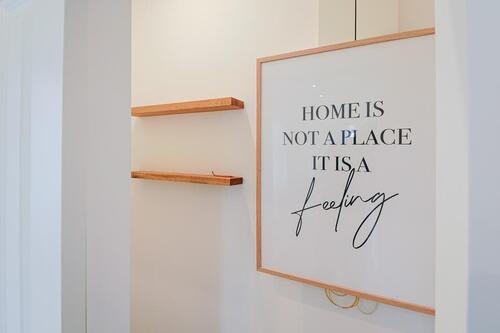 HOME IS
NOT A PLACE
IT IS A
feeling